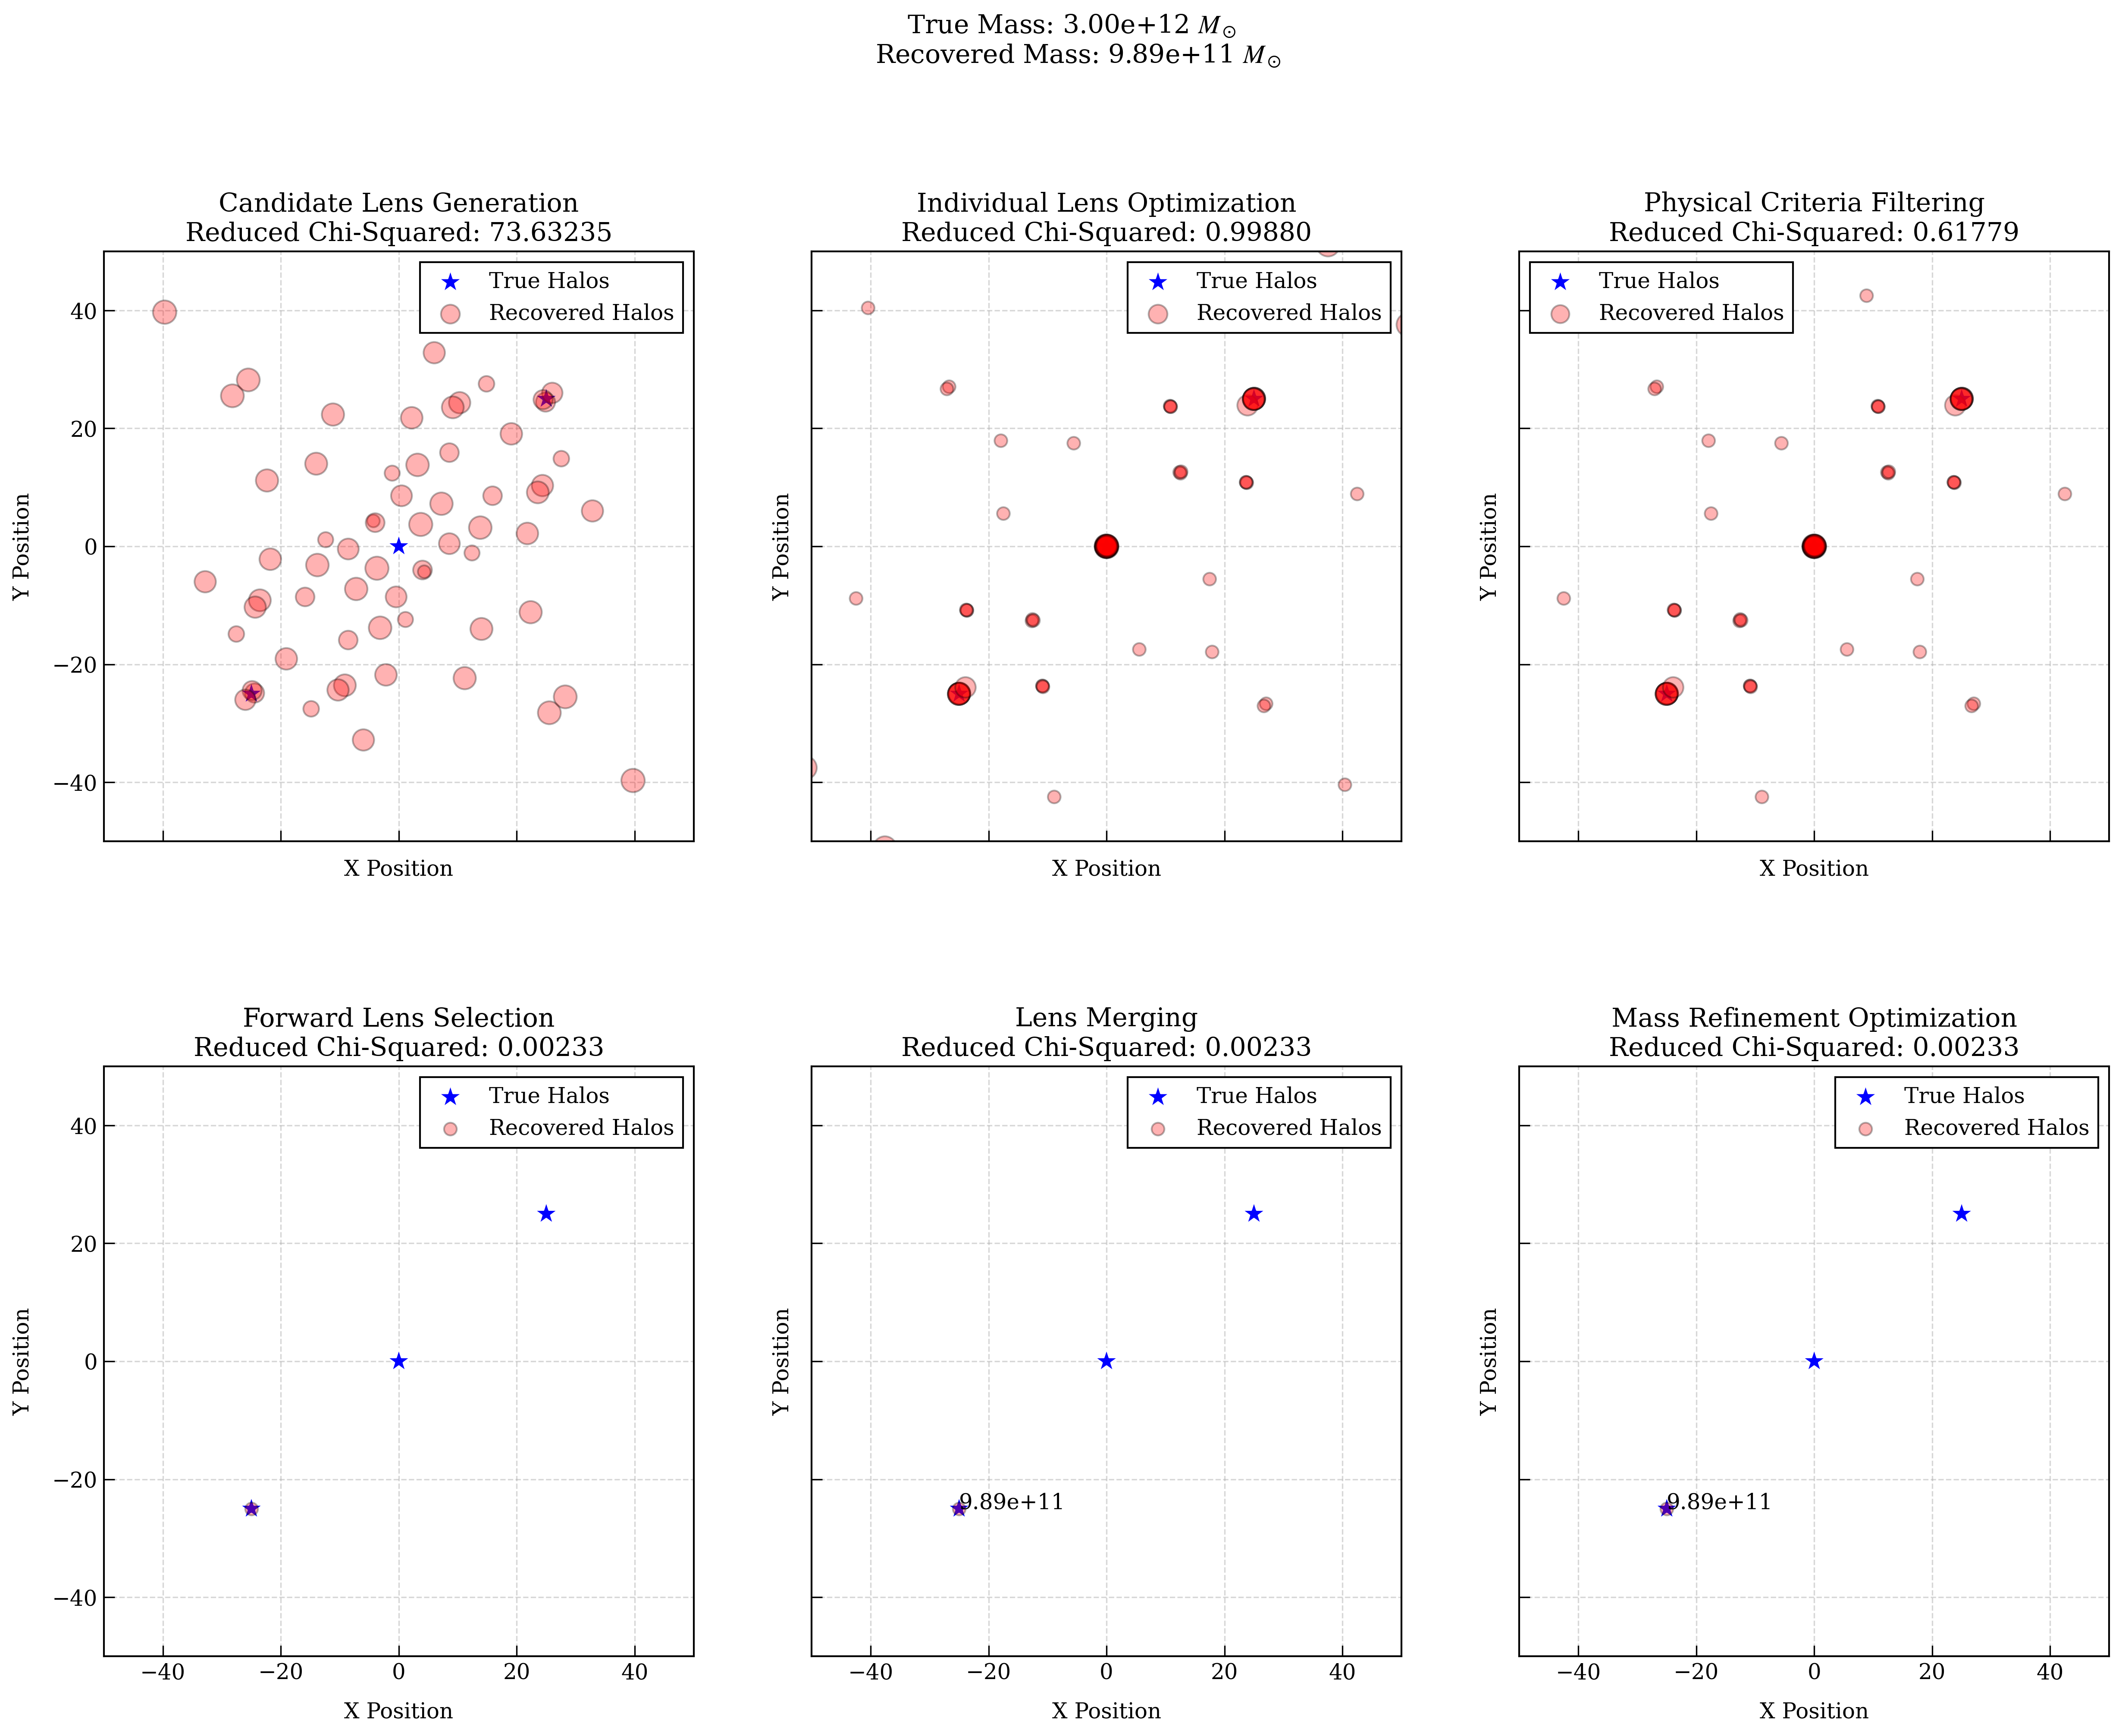 True Mass: 3.00e+12 M☉
Recovered Mass: 9.89e+11 M☉
Candidate Lens Generation
Reduced Chi-Squared: 73.63235
True Halos
Recovered Halos
40
20
0
−20
−40
Y Position
X Position
Individual Lens Optimization
Reduced Chi-Squared: 0.99880
True Halos
Recovered Halos
Y Position
X Position
Physical Criteria Filtering
Reduced Chi-Squared: 0.61779
True Halos
Recovered Halos
Y Position
X Position
Forward Lens Selection
Reduced Chi-Squared: 0.00233
True Halos
Recovered Halos
40
20
0
−20
−40
Y Position
−40 −20 0 20 40
X Position
Lens Merging
Reduced Chi-Squared: 0.00233
True Halos
Recovered Halos
9.89e+11
Y Position
−40 −20 0 20 40
X Position
Mass Refinement Optimization
Reduced Chi-Squared: 0.00233
True Halos
Recovered Halos
9.89e+11
Y Position
−40 −20 0 20 40
X Position